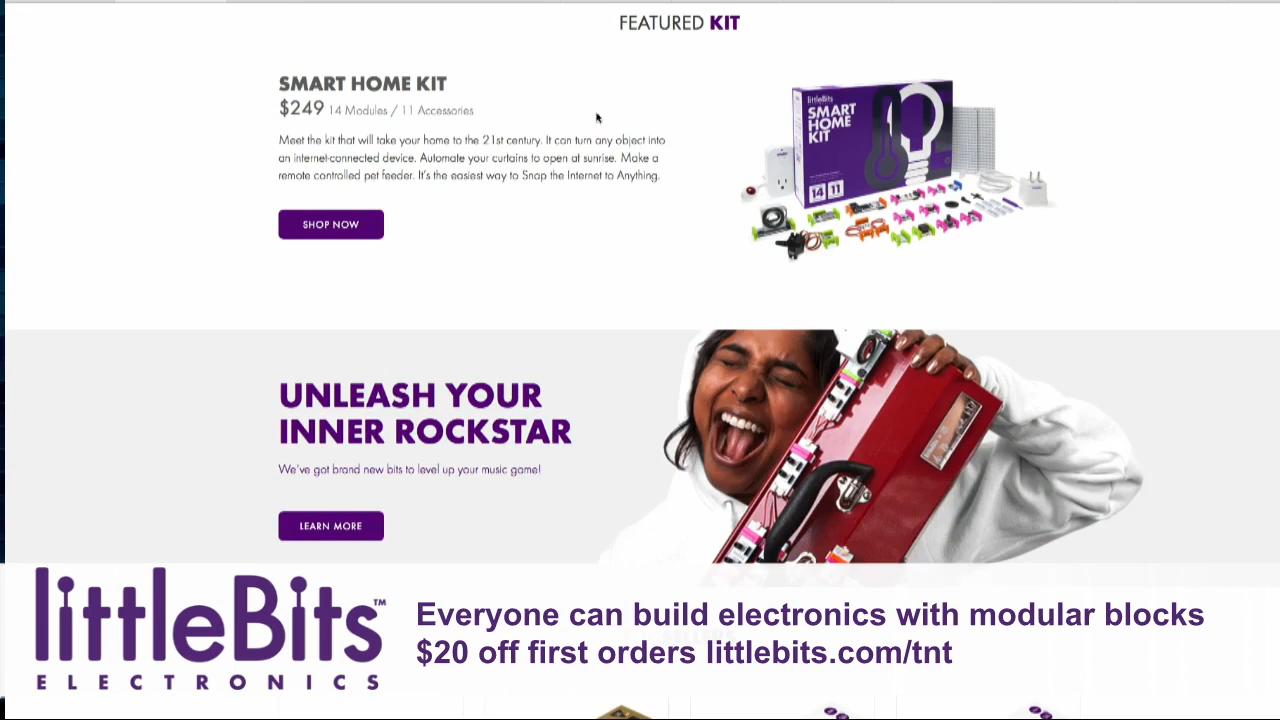 FEATURED KIT
SMART HOME KIT
$249 14 Modules / 11 Accessories
Meet the kit that will take your home to the 21st century. It can turn any object into
an internet-connected device. Automate your curtains to open at sunrise. Make a
remote controlled pet feeder. It's the easiest way to Snap the Internet to Anything.
SHOP NOW
littleBits
SMART
HOME
KIT
14 11
UNLEASH YOUR
INNER ROCKSTAR
We've got brand new bits to level up your music game!
LEARN MORE
littleBits™
ELECTRONICS
Everyone can build electronics with modular blocks
$20 off first orders littlebits.com/tnt